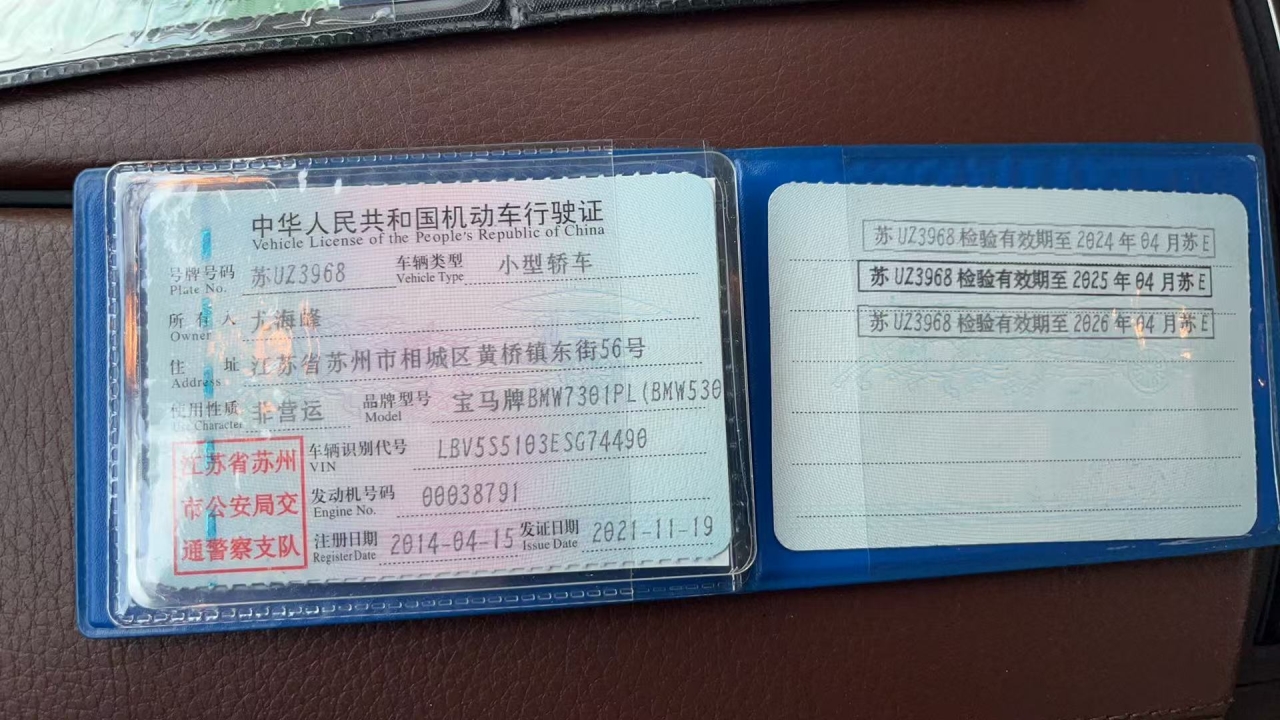 中华人民共和国机动车行驶证
Vehicle License of the People's Republic of China
号牌号码 苏UZ3968 车辆类型 小型轿车
Plate No. Vehicle Type
所有人 尤海峰
Owner
住址 江苏省苏州市相城区黄桥镇东街56号
Address
使用性质 非营运 品牌型号 宝马牌BMW7301PL(BMW530
Use Character Model
江苏省苏州
市公安局交
通警察支队
车辆识别代号 LBV5S5103ESG74490
VIN
发动机号码 00038791
Engine No.
注册日期 2014-04-15 发证日期 2021-11-19
Register Date Issue Date
苏UZ3968检验有效期至2024年04月苏E
苏UZ3968检验有效期至2025年04月苏E
苏UZ3968检验有效期至2026年04月苏E